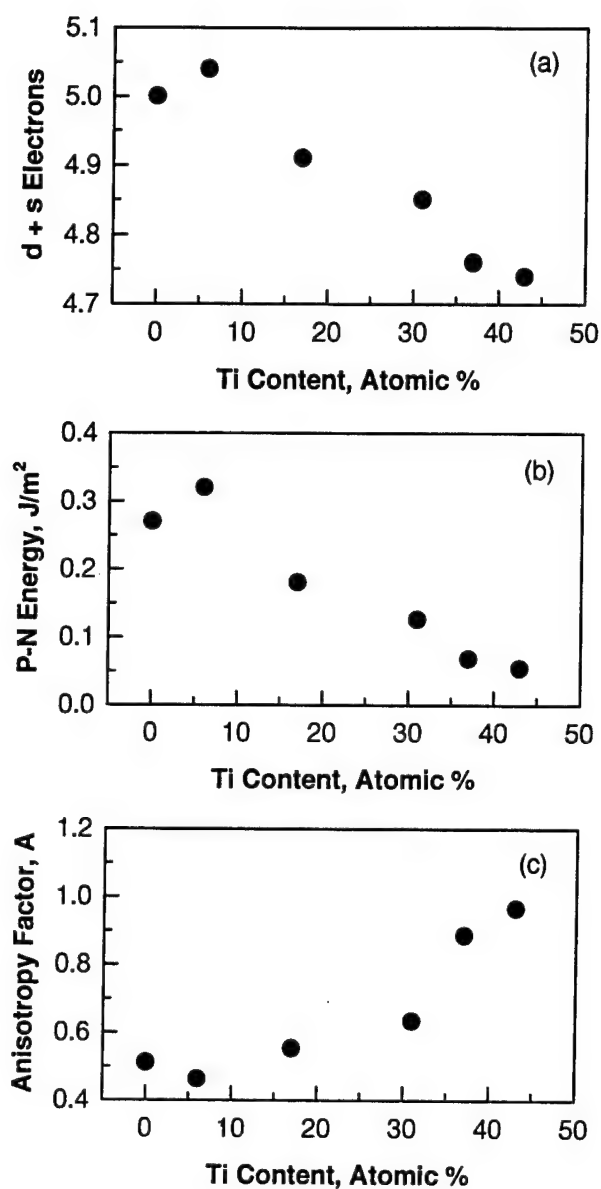 5.1
5.0
4.9
4.8
4.7
d + s Electrons
(a)
0 10 20 30 40 50
Ti Content, Atomic %
0.4
0.3
0.2
0.1
0.0
P-N Energy, J/m²
(b)
0 10 20 30 40 50
Ti Content, Atomic %
1.2
1.0
0.8
0.6
0.4
Anisotropy Factor, A
(c)
0 10 20 30 40 50
Ti Content, Atomic %